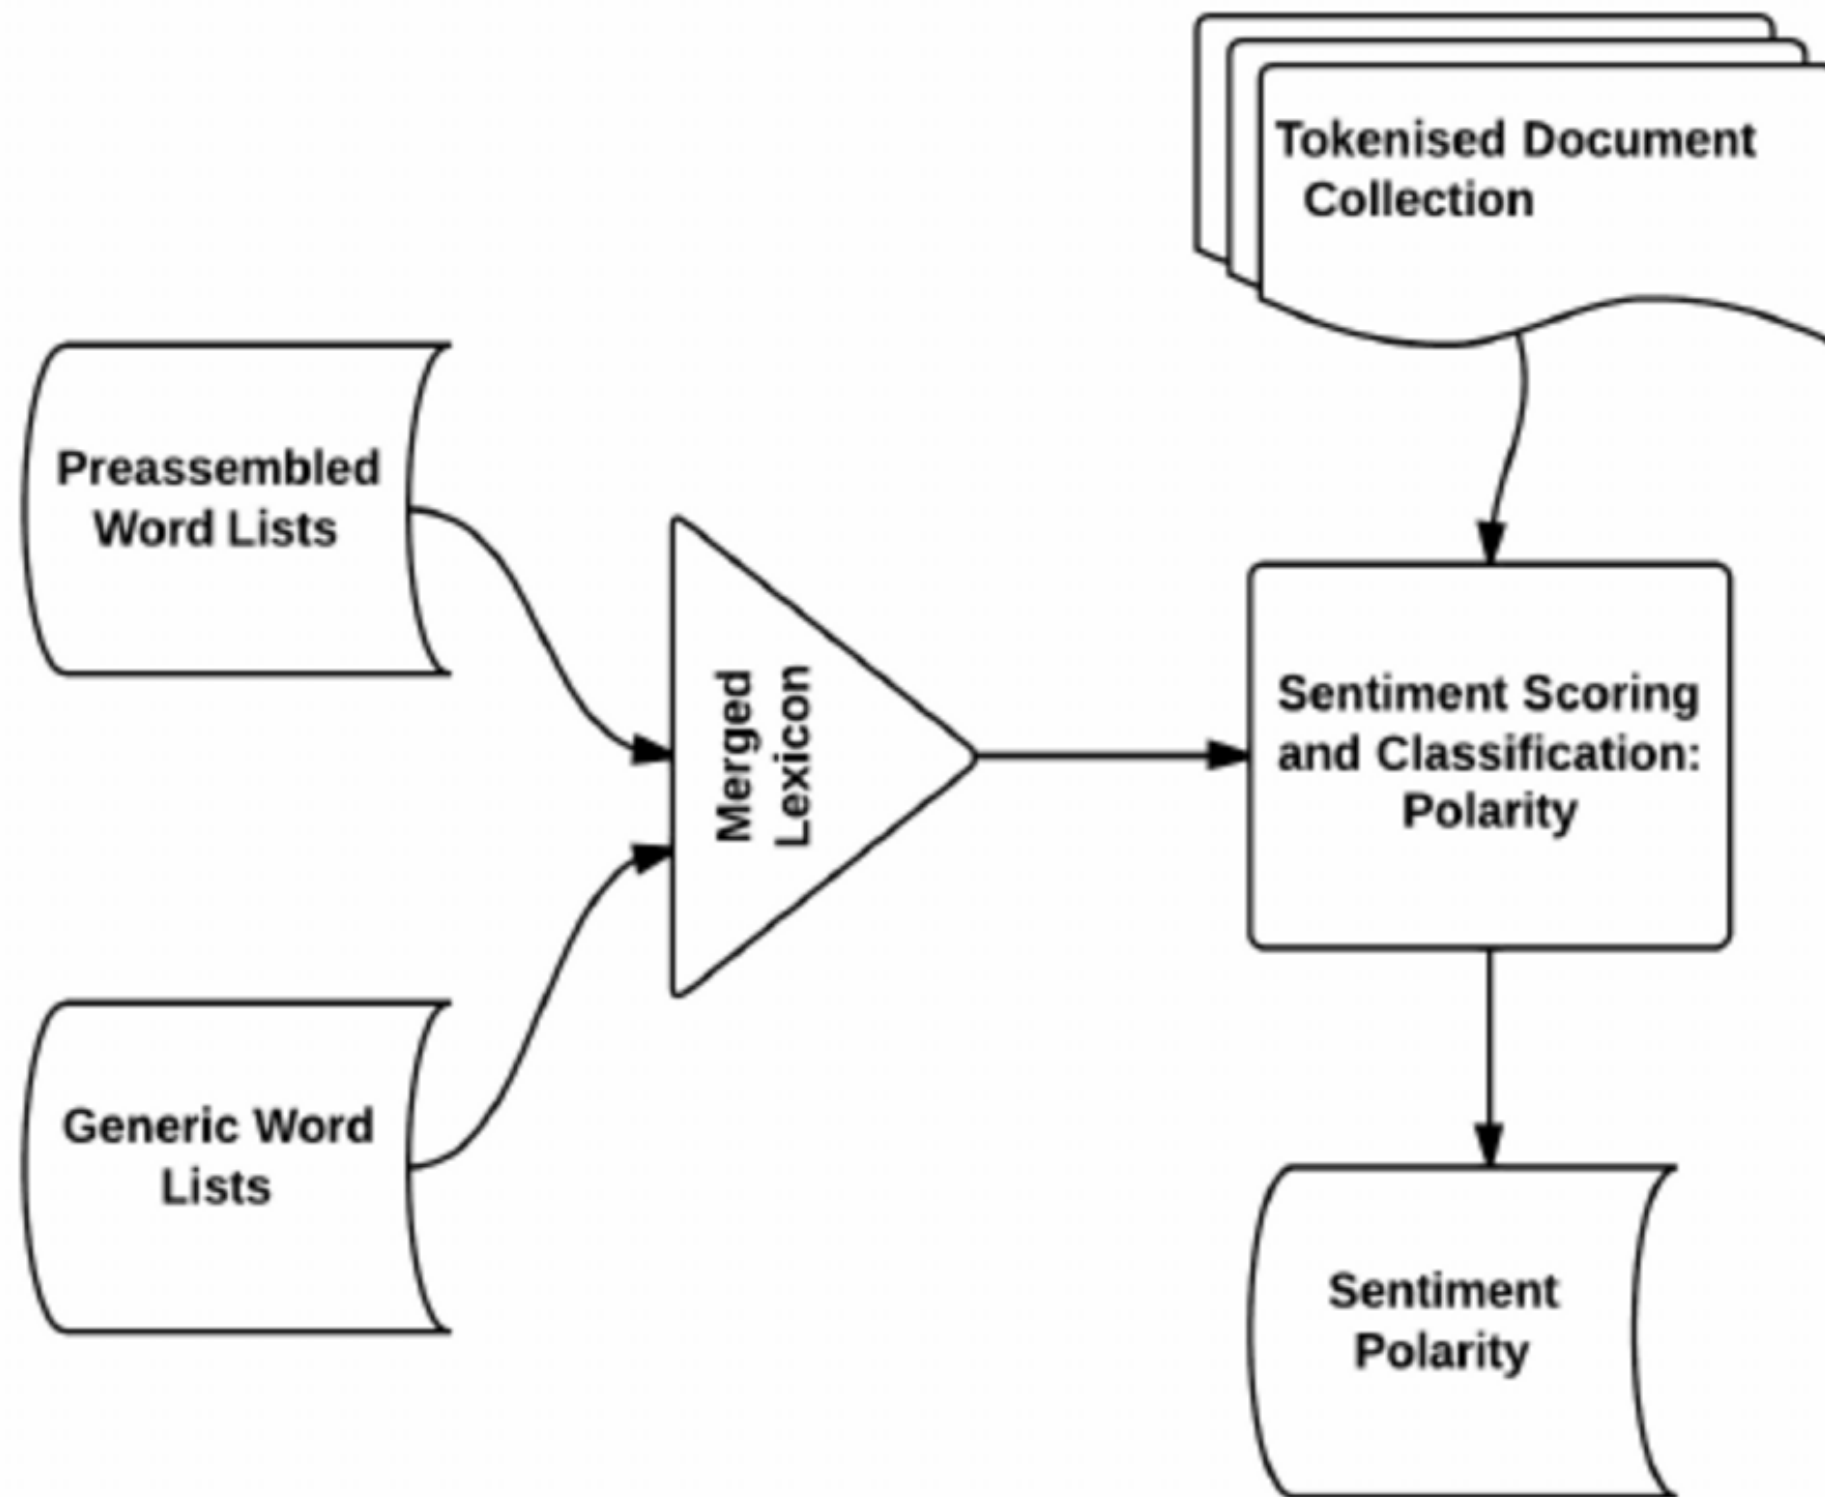 Tokenised Document
Collection
Preassembled
Word Lists
Merged
Lexicon
Sentiment Scoring
and Classification:
Polarity
Generic Word
Lists
Sentiment
Polarity